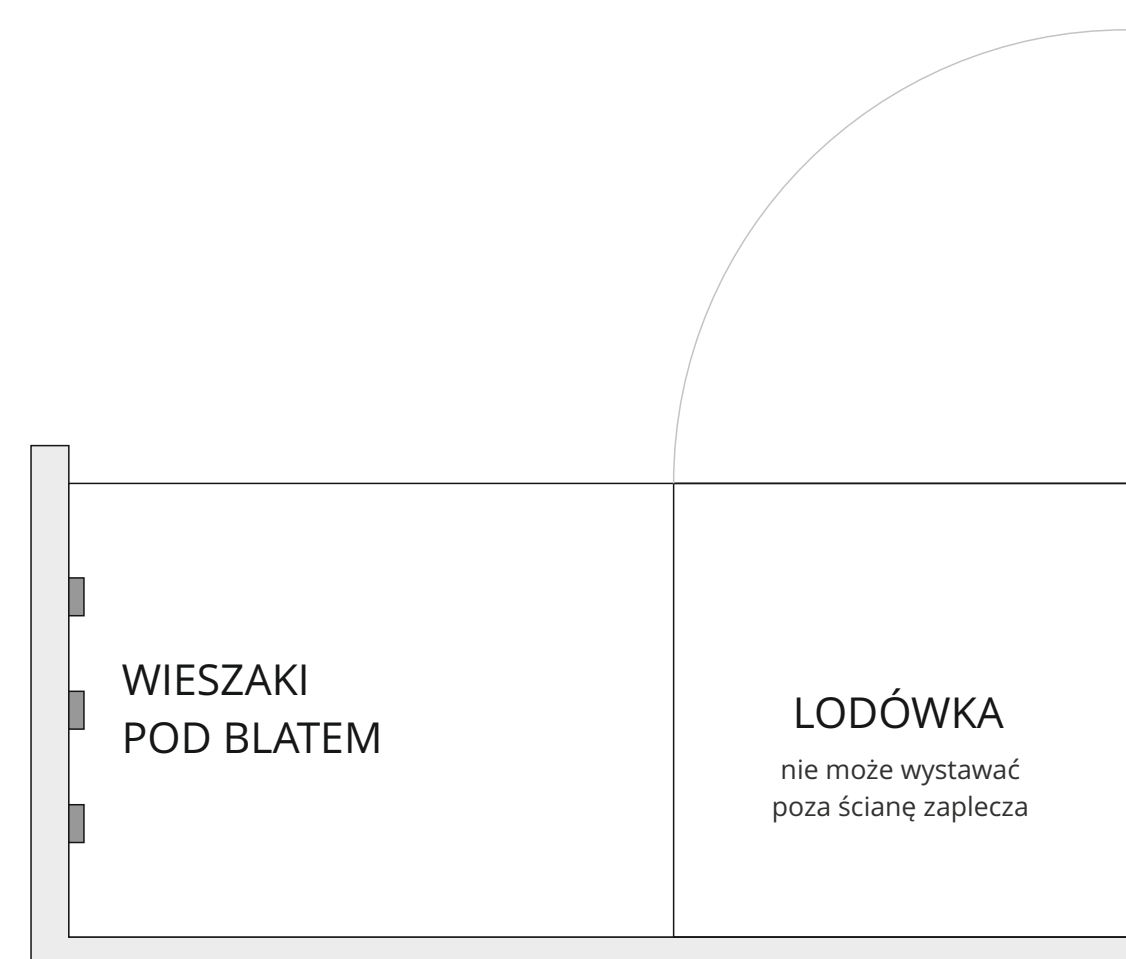 WIESZAKI
POD BLATEM
LODÓWKA
nie może wystawać
poza ścianę zaplecza